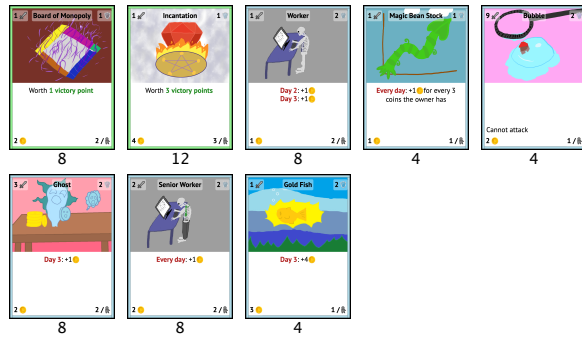 1 Board of Monopoly 1
Worth 1 victory point
2 2/
8
1 Incantation 1
Worth 3 victory points
4 3/
12
1 Worker 2
Day 2: +1
Day 3: +1
1 2/
8
1 Magic Bean Stock 1
Every day: +1 for every 3
coins the owner has
1 1/
4
9 Bubble 2
Cannot attack
2 1/
4
3 Ghost 2
Day 3: +1
2 2/
8
2 Senior Worker 2
Every day: +1
2 2/
8
1 Gold Fish 2
Day 3: +4
3 1/
4